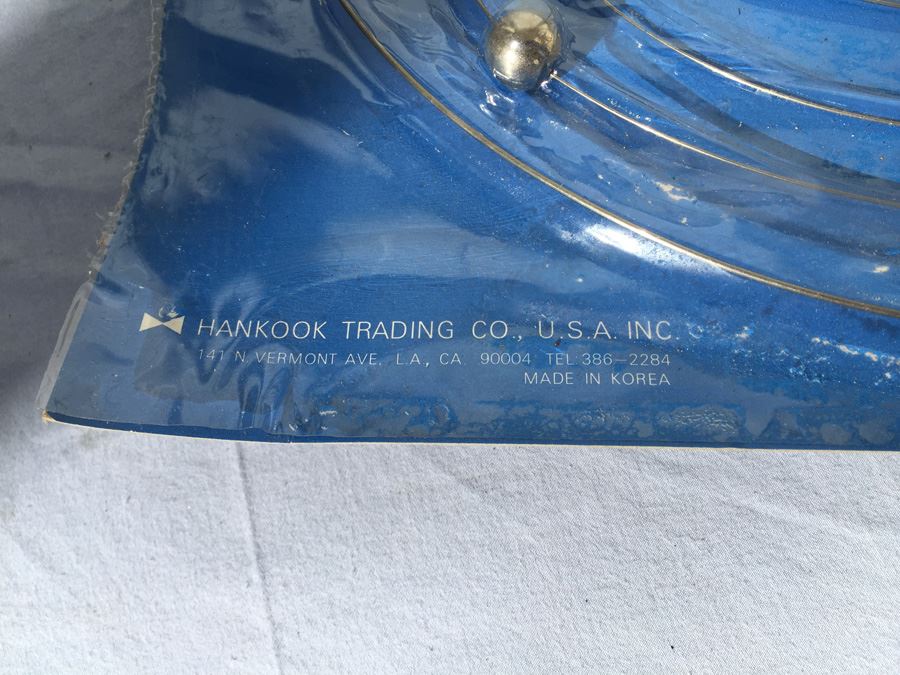 HANKOOK TRADING CO., U.S.A. INC.
141 N. VERMONT AVE. L.A., CA. 90004 TEL 386-2284
MADE IN KOREA